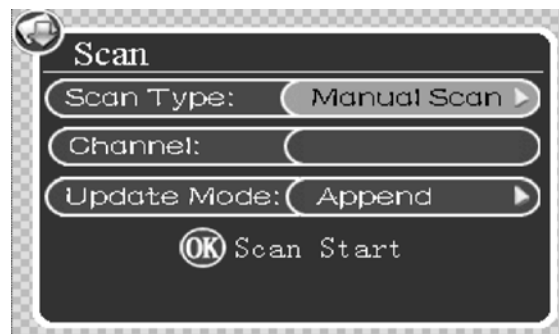 Scan
Scan Type: Manual Scan
Channel:
Update Mode: Append
OK Scan Start